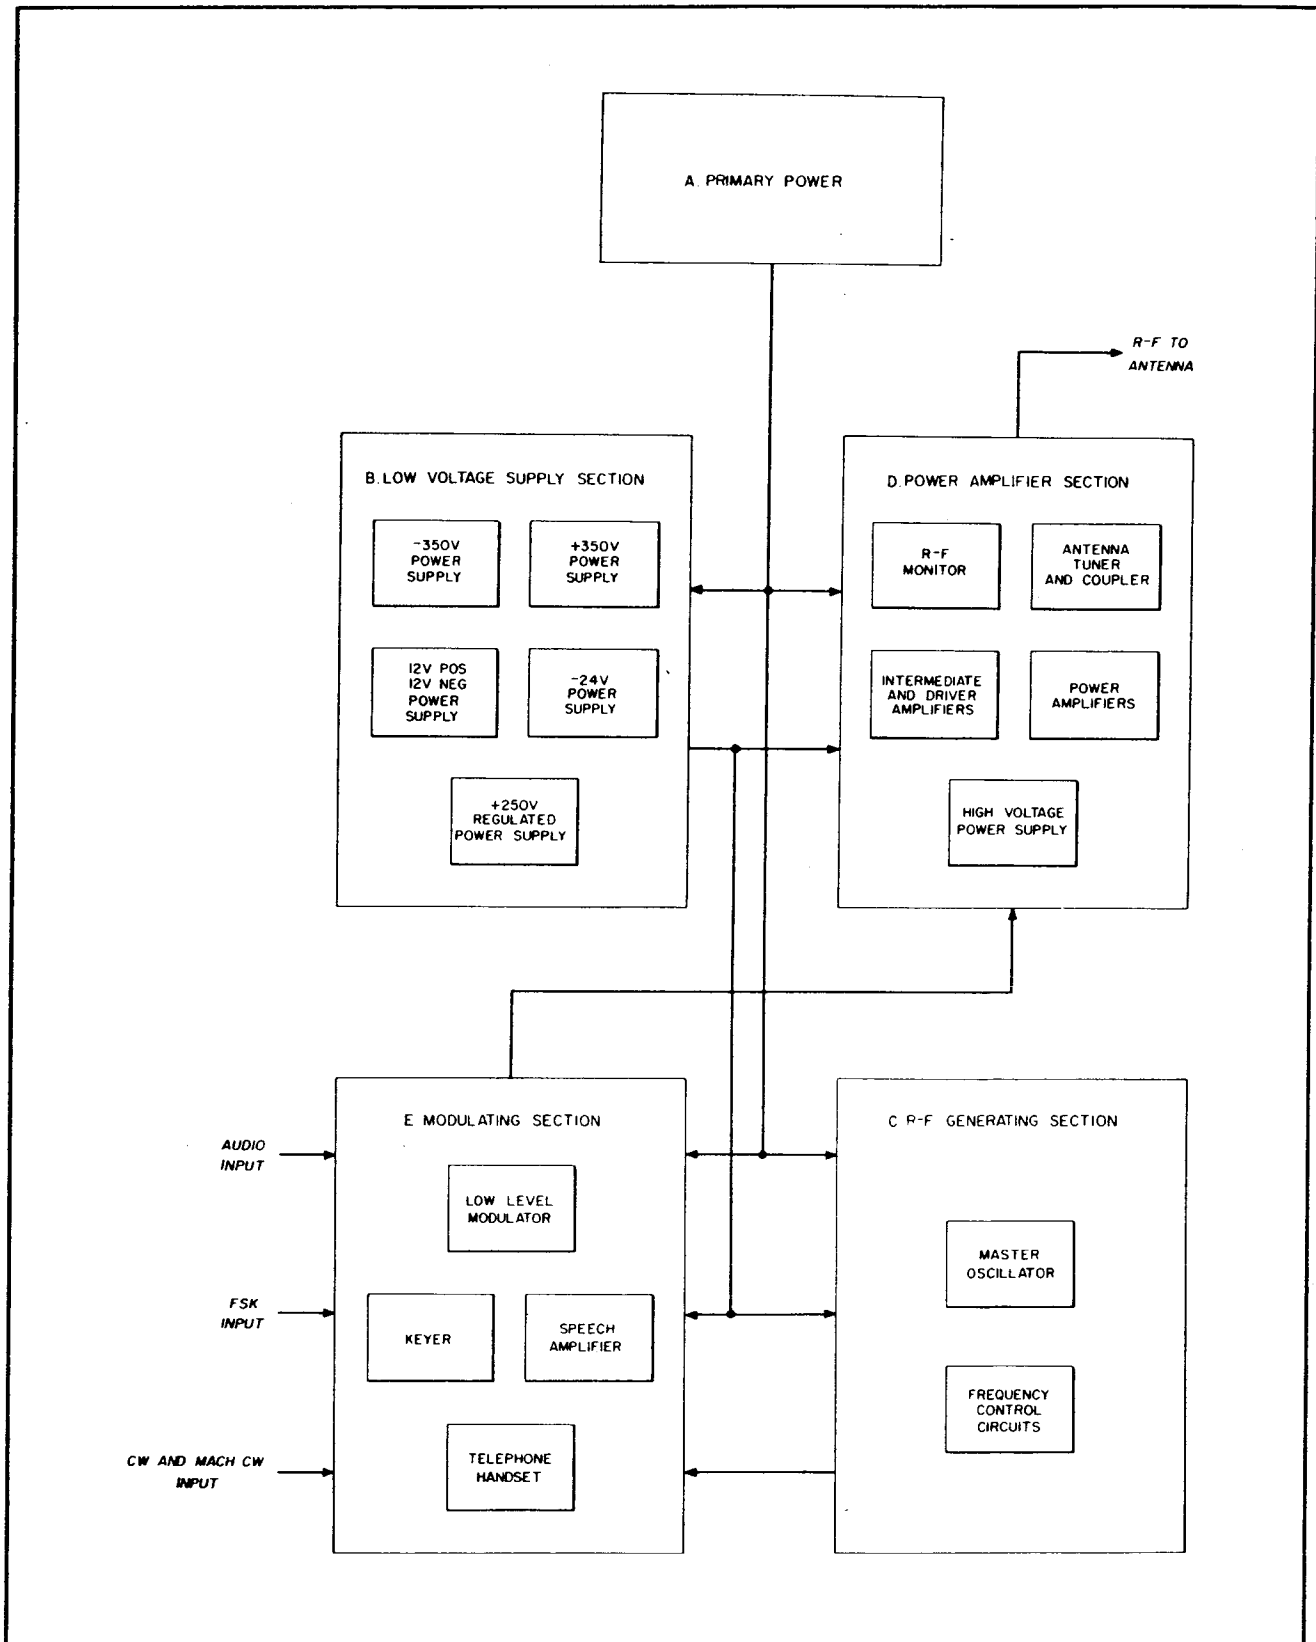 A. PRIMARY POWER
R-F TO
ANTENNA
B. LOW VOLTAGE SUPPLY SECTION
-350V
POWER
SUPPLY
+350V
POWER
SUPPLY
12V POS
12V NEG
POWER
SUPPLY
-24V
POWER
SUPPLY
+250V
REGULATED
POWER SUPPLY
D. POWER AMPLIFIER SECTION
R-F
MONITOR
ANTENNA
TUNER
AND COUPLER
INTERMEDIATE
AND DRIVER
AMPLIFIERS
POWER
AMPLIFIERS
HIGH VOLTAGE
POWER SUPPLY
AUDIO
INPUT
FSK
INPUT
CW AND MACH CW
INPUT
E MODULATING SECTION
LOW LEVEL
MODULATOR
KEYER
SPEECH
AMPLIFIER
TELEPHONE
HANDSET
C R-F GENERATING SECTION
MASTER
OSCILLATOR
FREQUENCY
CONTROL
CIRCUITS